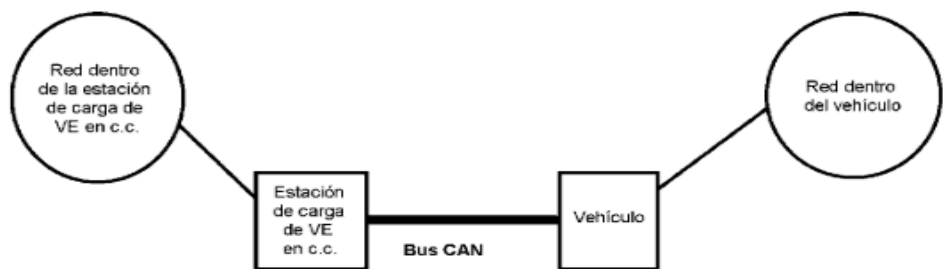 Red dentro
de la estación
de carga de
VE en c.c.
Red dentro
del vehículo
Estación
de carga
de VE
en c.c.
Bus CAN
Vehículo